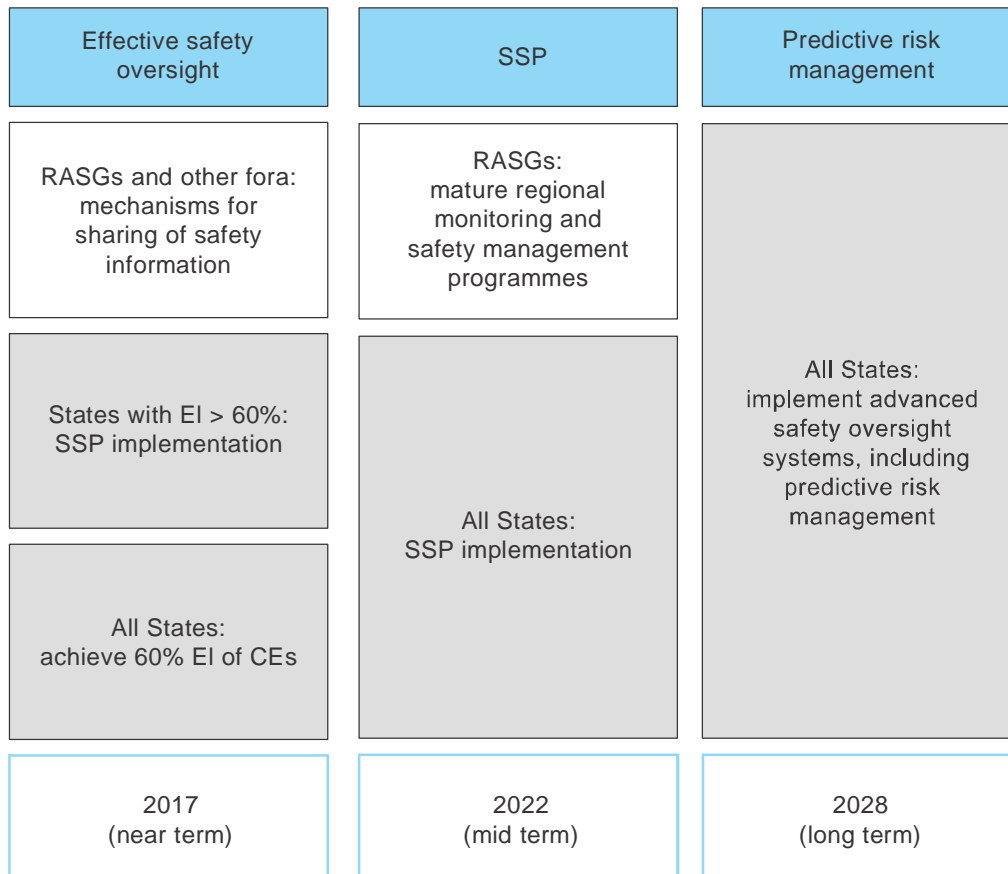 Effective safety
oversight
SSP
Predictive risk
management
RASGs and other fora:
mechanisms for
sharing of safety
information
RASGs:
mature regional
monitoring and
safety management
programmes
All States:
implement advanced
safety oversight
systems, including
predictive risk
management
States with EI > 60%:
SSP implementation
All States:
SSP implementation
All States:
achieve 60% EI of CEs
2017
(near term)
2022
(mid term)
2028
(long term)